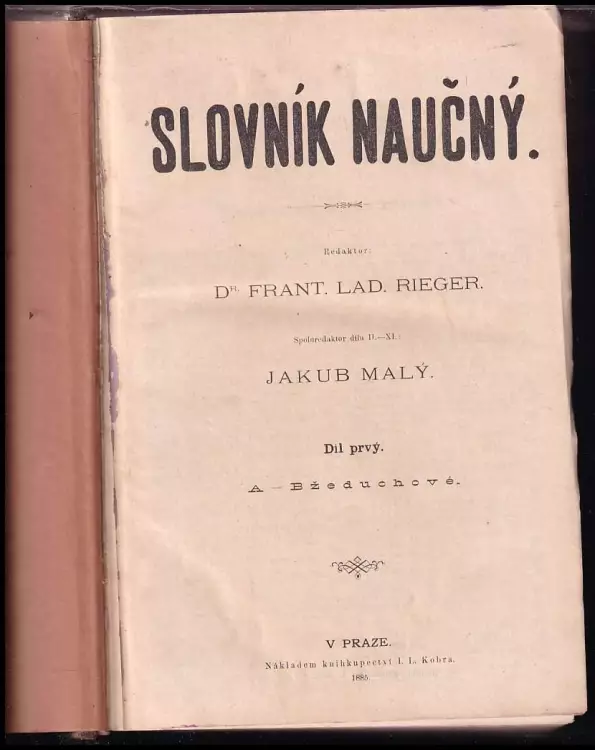 SLOVNÍK NAUČNÝ.
Redaktor:
DR. FRANT. LAD. RIEGER.
Spoluredaktor dílu II.—XI.:
JAKUB MALÝ.
Díl prvý.
A — Bžeduchové.
V PRAZE.
Nákladem knihkupectví I. L. Kobra.
1885.